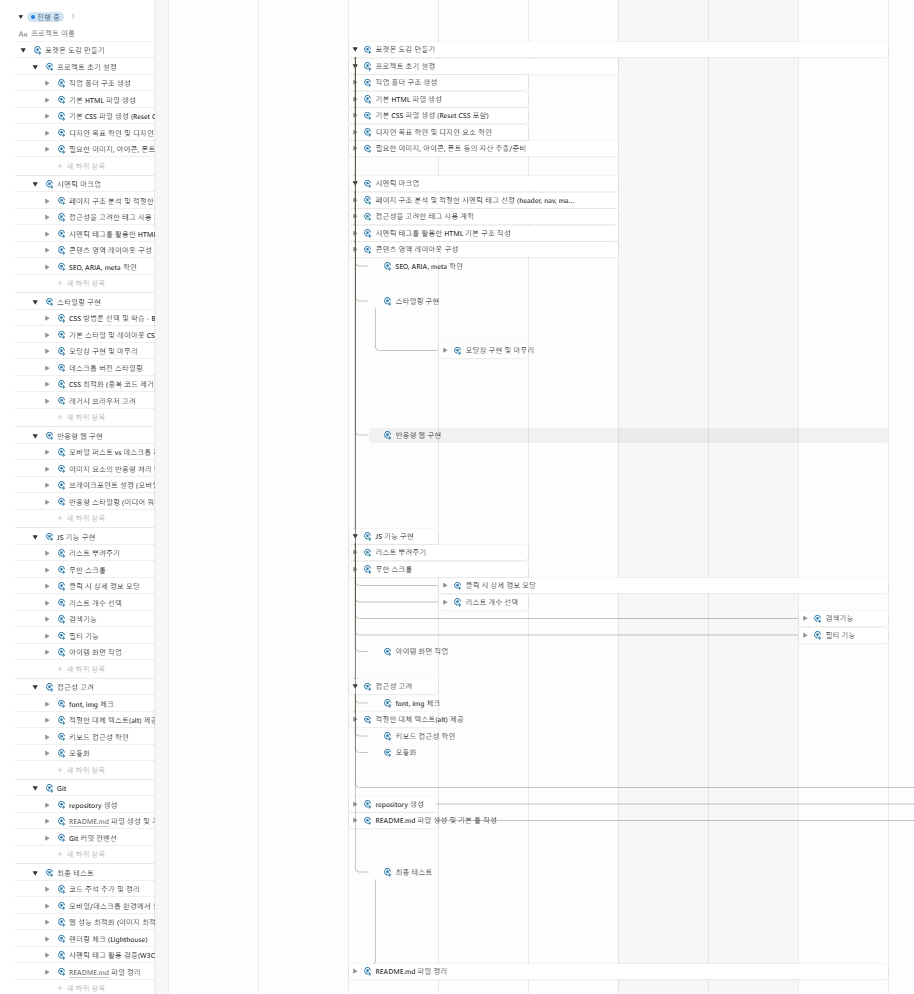 진행 중 1
Aa 프로젝트 이름
포켓몬 도감 만들기
프로젝트 초기 설정
직업 폴더 구조 생성
기본 HTML 파일 생성
기본 CSS 파일 생성 (Reset C
디자인 목표 확인 및 디자인
필요한 이미지, 아이콘, 폰트
+ 새 하위 항목
시멘틱 마크업
페이지 구조 분석 및 적절한
접근성을 고려한 태그 사용
시멘틱 태그를 활용한 HTML
콘텐츠 영역 레이아웃 구성
SEO, ARIA, meta 확인
+ 새 하위 항목
스타일링 구현
CSS 방법론 선택 및 학습 - B
기본 스타일 및 레이아웃 CS
모달창 구현 및 마무리
데스크톱 버전 스타일링
CSS 최적화 (중복 코드 제거
레거시 브라우저 고려
+ 새 하위 항목
반응형 웹 구현
모바일 퍼스트 vs 데스크톱
이미지 요소의 반응형 처리
브레이크포인트 설정 (모바일
반응형 스타일링 (미디어 쿼
+ 새 하위 항목
JS 기능 구현
리스트 뿌려주기
무한 스크롤
클릭 시 상세 정보 모달
리스트 개수 선택
검색기능
필터 기능
아이템 화면 직업
+ 새 하위 항목
접근성 고려
font, img 체크
적절한 대체 텍스트(alt) 제공
키보드 접근성 확인
모듈화
+ 새 하위 항목
Git
repository 생성
README.md 파일 생성 및
Git 커밋 컨벤션
+ 새 하위 항목
최종 테스트
코드 주석 추가 및 정리
모바일/데스크톱 환경에서
웹 성능 최적화 (이미지 최적
랜더링 체크 (Lighthouse)
시멘틱 태그 활용 검증(W3C
README.md 파일 정리
+ 새 하위 항목
포켓몬 도감 만들기
프로젝트 초기 설정
직업 폴더 구조 생성
기본 HTML 파일 생성
기본 CSS 파일 생성 (Reset CSS 포함)
디자인 목표 확인 및 디자인 요소 확인
필요한 이미지, 아이콘, 폰트 등의 자산 추출/준비
시멘틱 마크업
페이지 구조 분석 및 적절한 시멘틱 태그 선정 (header, nav, ma...
접근성을 고려한 태그 사용 계획
시멘틱 태그를 활용한 HTML 기본 구조 작성
콘텐츠 영역 레이아웃 구성
SEO, ARIA, meta 확인
스타일링 구현
모달창 구현 및 마무리
반응형 웹 구현
JS 기능 구현
리스트 뿌려주기
무한 스크롤
클릭 시 상세 정보 모달
리스트 개수 선택
검색기능
필터 기능
아이템 화면 직업
접근성 고려
font, img 체크
적절한 대체 텍스트(alt) 제공
키보드 접근성 확인
모듈화
repository 생성
README.md 파일 생성 및 기본 틀 작성
최종 테스트
README.md 파일 정리